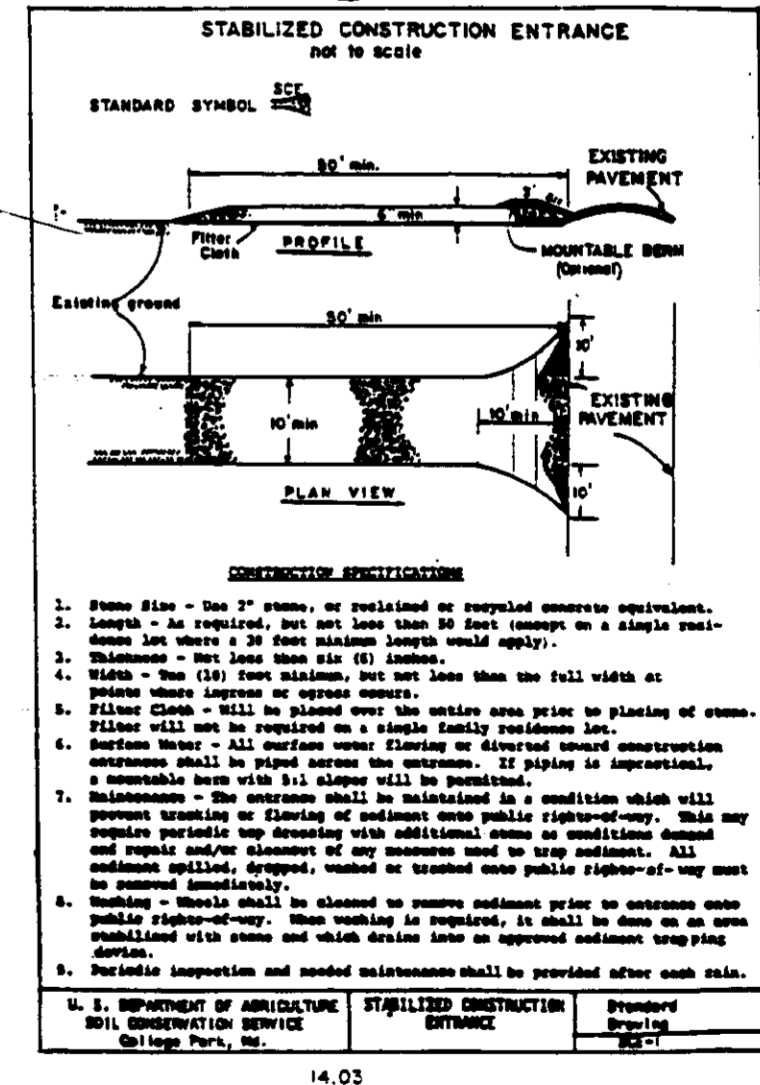 STABILIZED CONSTRUCTION ENTRANCE
not to scale
STANDARD SYMBOL SCE
50' min.
EXISTING
PAVEMENT
6" min
Filter
Cloth
PROFILE
MOUNTABLE BERM
(Optional)
Existing ground
50' min
10'
10' min
10' min
EXISTING
PAVEMENT
10'
PLAN VIEW
CONSTRUCTION SPECIFICATIONS
1. Stone Size - Use 2" stone, or reclaimed or recycled concrete equivalent.
2. Length - As required, but not less than 50 feet (except on a single resi-
dence lot where a 30 foot minimum length would apply).
3. Thickness - Not less than six (6) inches.
4. Width - Ten (10) foot minimum, but not less than the full width at
points where ingress or egress occurs.
5. Filter Cloth - Will be placed over the entire area prior to placing of stone.
Filter will not be required on a single family residence lot.
6. Surface Water - All surface water flowing or diverted toward construction
entrances shall be piped across the entrance. If piping is impractical,
a mountable berm with 5:1 slopes will be permitted.
7. Maintenance - The entrance shall be maintained in a condition which will
prevent tracking or flowing of sediment onto public rights-of-way. This may
require periodic top dressing with additional stone as conditions demand
and repair and/or cleanout of any measures used to trap sediment. All
sediment spilled, dropped, washed or tracked onto public rights-of-way must
be removed immediately.
8. Washing - Wheels shall be cleaned to remove sediment prior to entrance onto
public rights-of-way. When washing is required, it shall be done on an area
stabilized with stone and which drains into an approved sediment trapping
device.
9. Periodic inspection and needed maintenance shall be provided after each rain.
U. S. DEPARTMENT OF AGRICULTURE
SOIL CONSERVATION SERVICE
College Park, Md.
STABILIZED CONSTRUCTION
ENTRANCE
Standard
Drawing
SCE-1
14.03